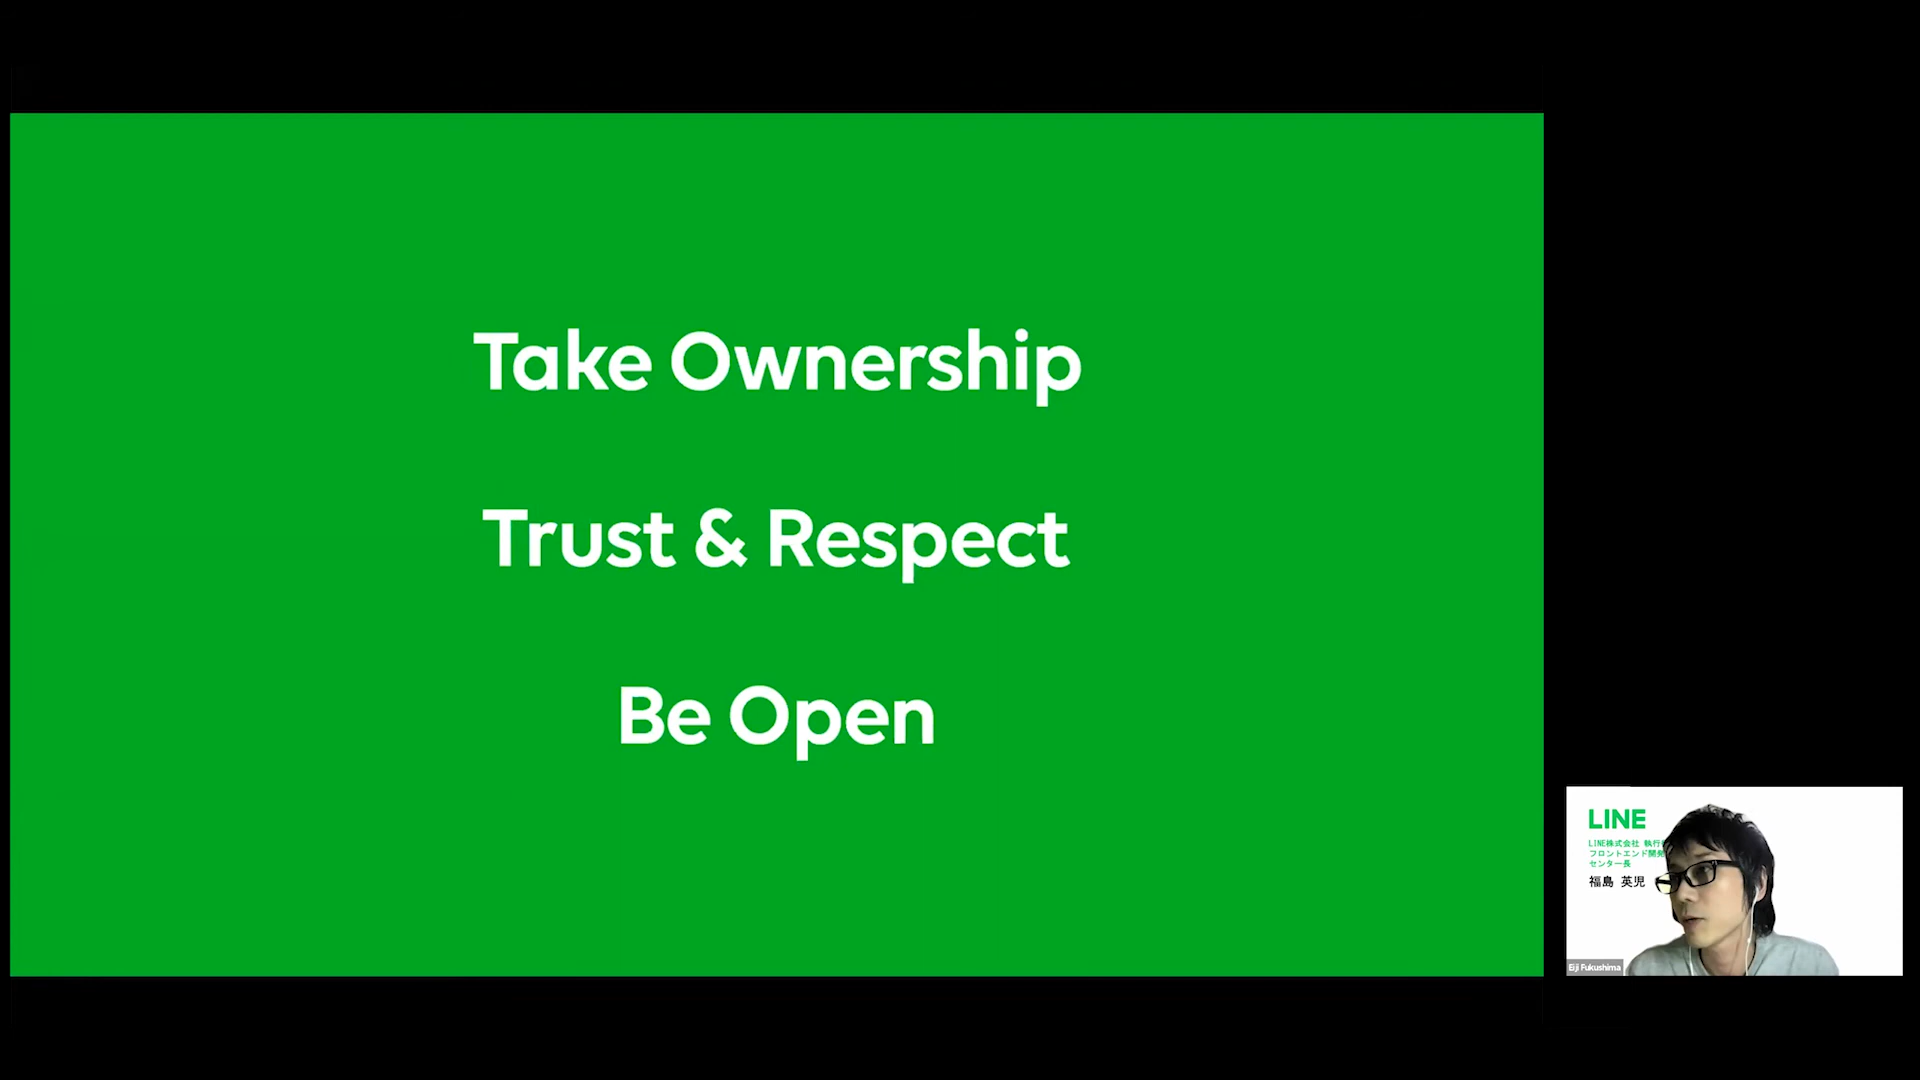 Take Ownership
Trust & Respect
Be Open
LINE
LINE株式会社 執行
フロントエンド開発
センター長
福島 英児
Eiji Fukushima